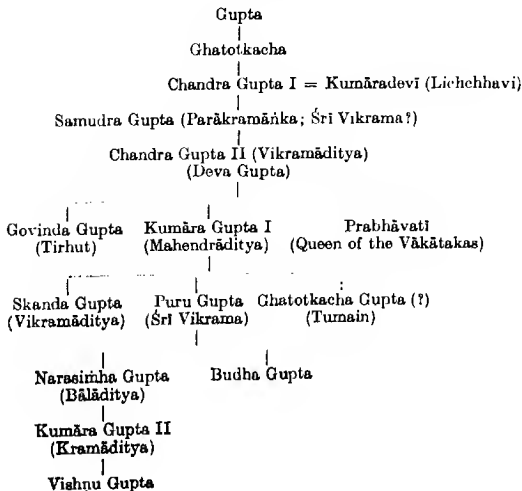 Gupta
Ghatotkacha
Chandra Gupta I = Kumāradevī (Lichchhavi)
Samudra Gupta (Parākramāṅka; Śrī Vikrama?)
Chandra Gupta II (Vikramāditya)
(Deva Gupta)
Govinda Gupta Kumāra Gupta I Prabhāvatī
(Tirhut) (Mahendrāditya) (Queen of the Vākāṭakas)
Skanda Gupta Puru Gupta Ghatotkacha Gupta (?)
(Vikramāditya) (Śrī Vikrama) (Tumain)
Narasiṁha Gupta Budha Gupta
(Bālāditya)
Kumāra Gupta II
(Kramāditya)
Vishṇu Gupta